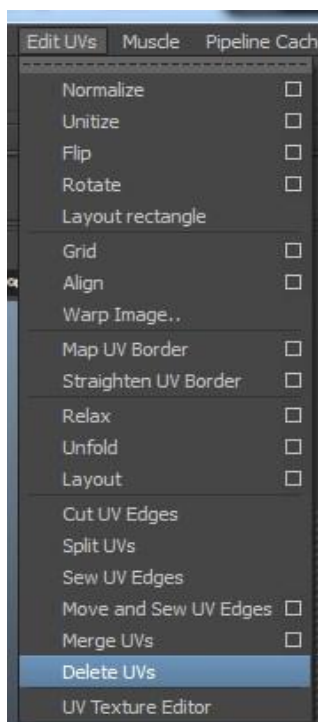 Edit UVs Muscle Pipeline Cach
Normalize
Unitize
Flip
Rotate
Layout rectangle
Grid
Align
Warp Image..
Map UV Border
Straighten UV Border
Relax
Unfold
Layout
Cut UV Edges
Split UVs
Sew UV Edges
Move and Sew UV Edges
Merge UVs
Delete UVs
UV Texture Editor